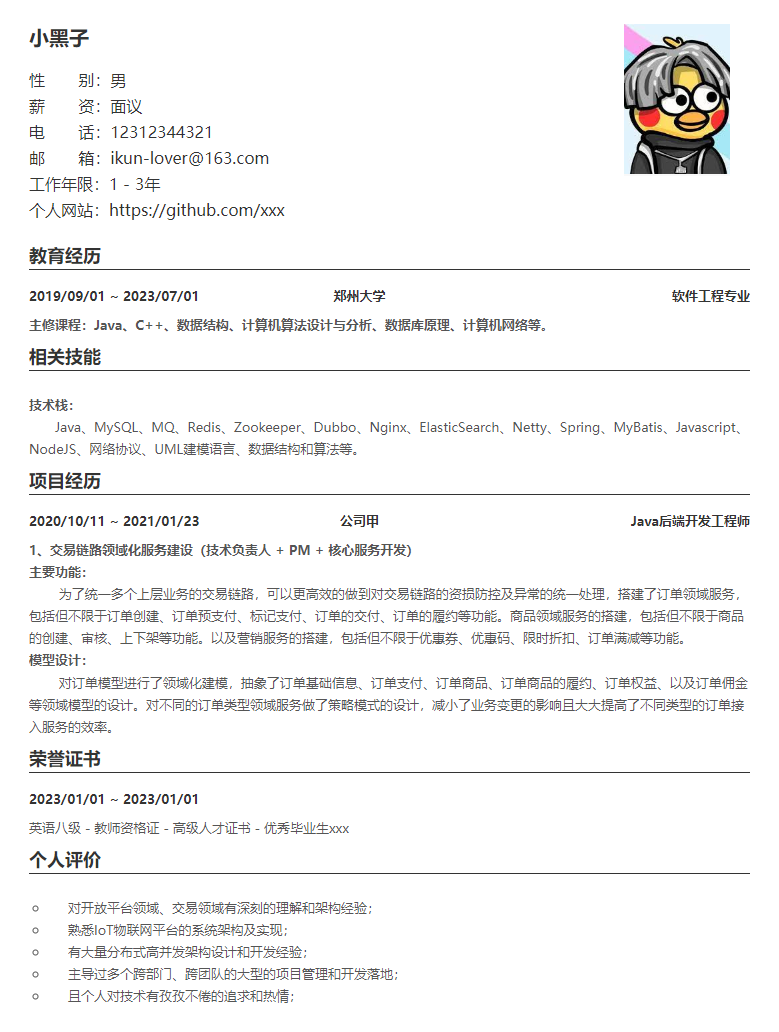 小黑子
性 别：男
薪 资：面议
电 话：12312344321
邮 箱：ikun-lover@163.com
工作年限：1 - 3年
个人网站：https://github.com/xxx
教育经历
2019/09/01 ~ 2023/07/01 郑州大学 软件工程专业
主修课程：Java、C++、数据结构、计算机算法设计与分析、数据库原理、计算机网络等。
相关技能
技术栈：
Java、MySQL、MQ、Redis、Zookeeper、Dubbo、Nginx、ElasticSearch、Netty、Spring、MyBatis、Javascript、
NodeJS、网络协议、UML建模语言、数据结构和算法等。
项目经历
2020/10/11 ~ 2021/01/23 公司甲 Java后端开发工程师
1、交易链路领域化服务建设（技术负责人 + PM + 核心服务开发）
主要功能：
为了统一多个上层业务的交易链路，可以更高效的做到对交易链路的资损防控及异常的统一处理，搭建了订单领域服务，
包括但不限于订单创建、订单预支付、标记支付、订单的交付、订单的履约等功能。商品领域服务的搭建，包括但不限于商品
的创建、审核、上下架等功能。以及营销服务的搭建，包括但不限于优惠券、优惠码、限时折扣、订单满减等功能。
模型设计：
对订单模型进行了领域化建模，抽象了订单基础信息、订单支付、订单商品、订单商品的履约、订单权益、以及订单佣金
等领域模型的设计。对不同的订单类型领域服务做了策略模式的设计，减小了业务变更的影响且大大提高了不同类型的订单接
入服务的效率。
荣誉证书
2023/01/01 ~ 2023/01/01
英语八级 - 教师资格证 - 高级人才证书 - 优秀毕业生xxx
个人评价
对开放平台领域、交易领域有深刻的理解和架构经验；
熟悉IoT物联网平台的系统架构及实现；
有大量分布式高并发架构设计和开发经验；
主导过多个跨部门、跨团队的大型的项目管理和开发落地；
且个人对技术有孜孜不倦的追求和热情；